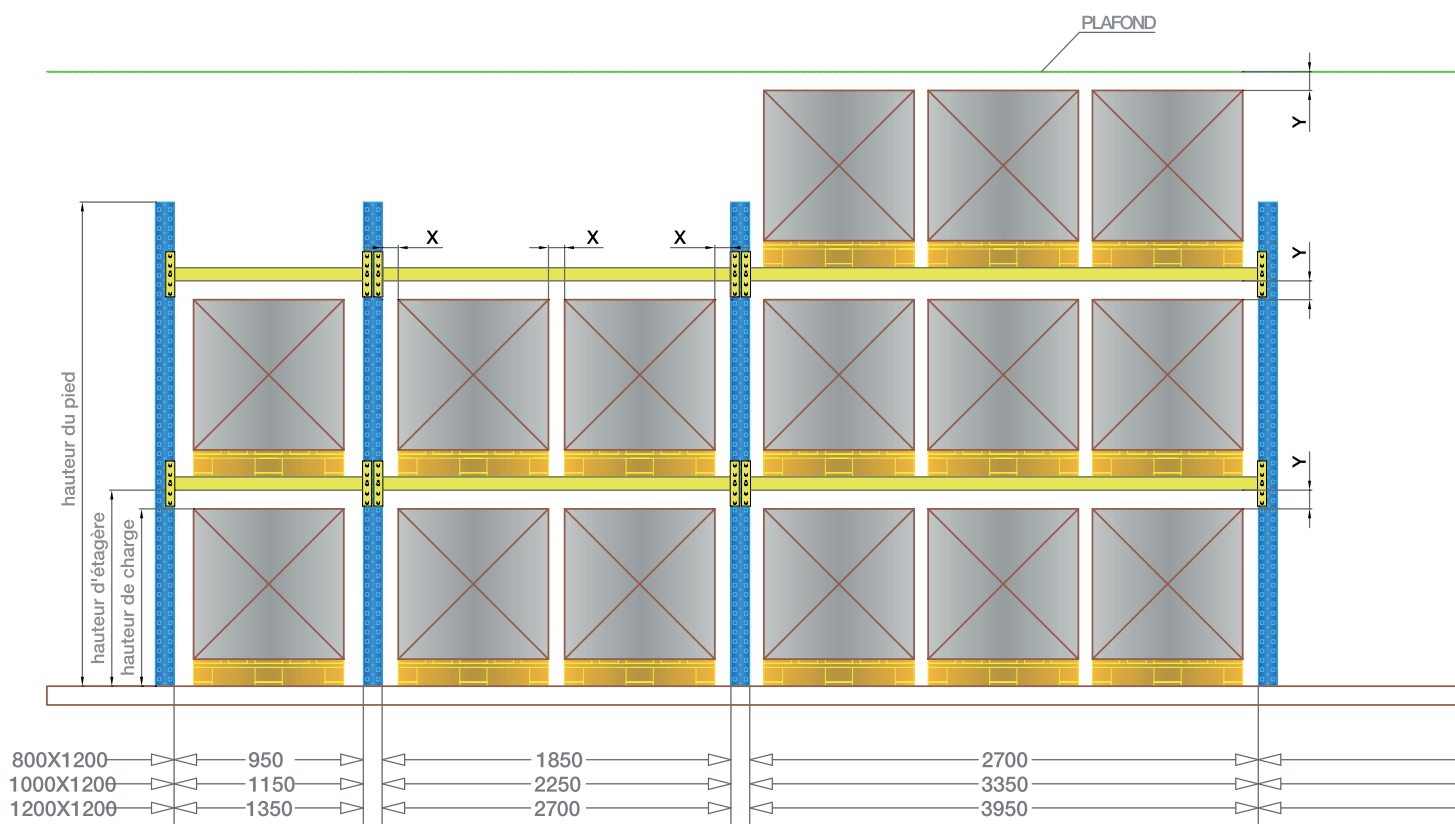 PLAFOND
Y
X
X
X
Y
hauteur du pied
Y
hauteur d'étagère
hauteur de charge
800X1200 950 1850 2700
1000X1200 1150 2250 3350
1200X1200 1350 2700 3950